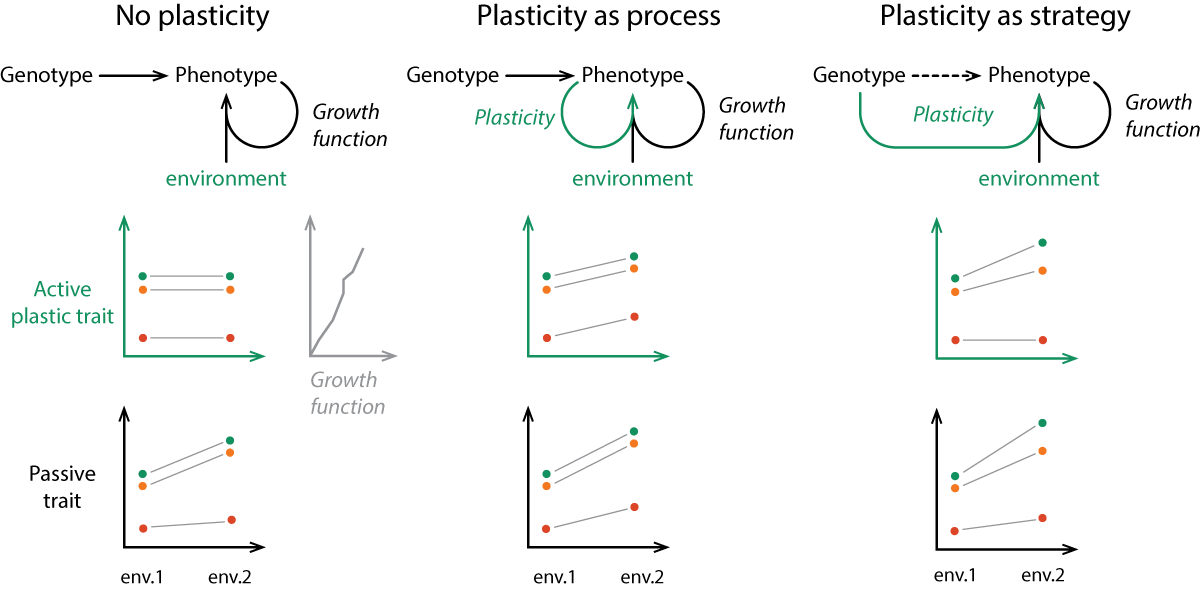 No plasticity
Plasticity as process
Plasticity as strategy
Genotype
Phenotype
Growth
function
environment
Genotype
Phenotype
Plasticity
Growth
function
environment
Genotype
Phenotype
Plasticity
Growth
function
environment
Active
plastic trait
Growth
function
Passive
trait
env.1
env.2
env.1
env.2
env.1
env.2